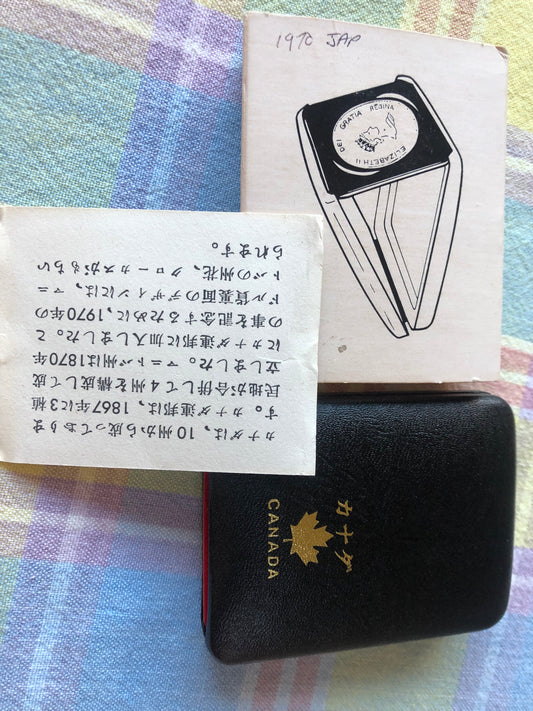 1970 JAP
ELIZABETH II DEI GRATIA REGINA
カナダは、10州から成っておりま
す。カナダ連邦は、1867年に3植
民地が合併して4州を構成して成
立しました。マニトバ州は1870年
にカナダ連邦に加入しました。こ
の事を記念するために、1970年の
ドル貨裏面のデザインには、マニ
トバの州花、クローカスがもちい
られます。
カナダ
CANADA